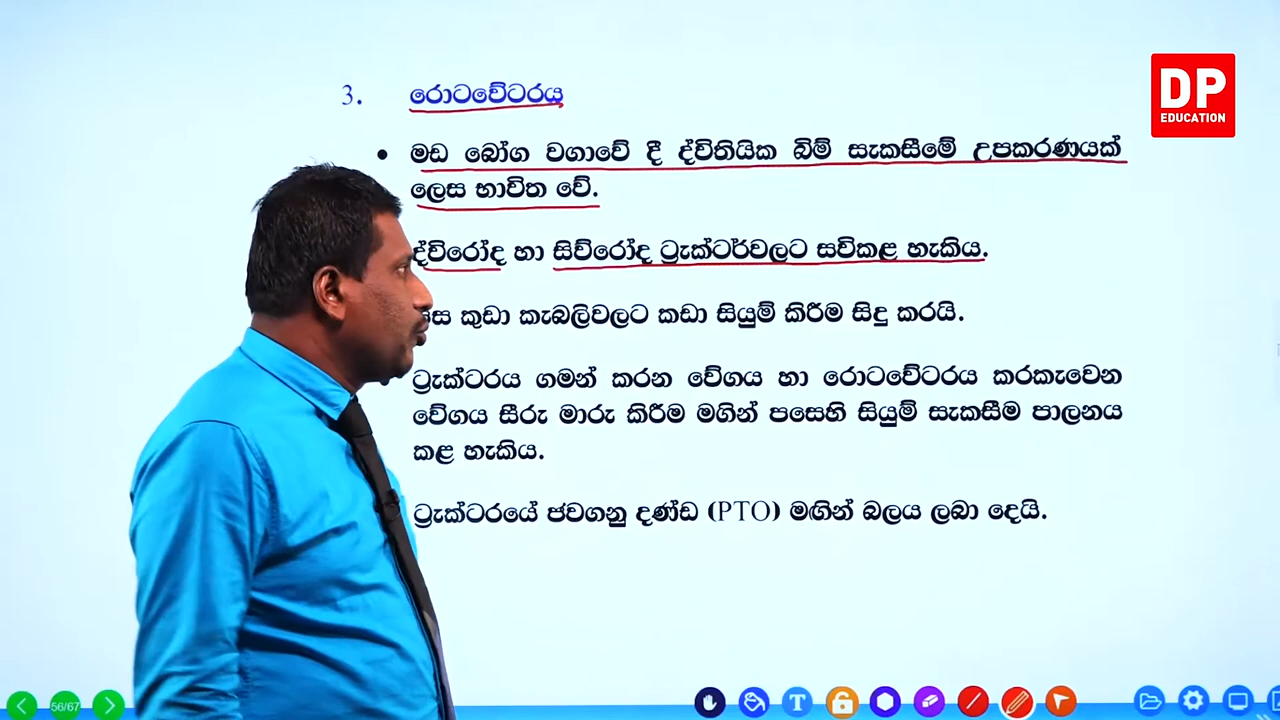 DP
EDUCATION
3. රොටවේටරය
• මඩ බෝග වගාවේ දී ද්විතියික බිම් සැකසීමේ උපකරණයක්
ලෙස භාවිත වේ.
ද්විරෝද හා සිව්රෝද ට්‍රැක්ටර්වලට සවිකළ හැකිය.
කුඩා කැබලිවලට කඩා සියුම් කිරීම සිදු කරයි.
ට්‍රැක්ටරය ගමන් කරන වේගය හා රොටවේටරය කරකැවෙන
වේගය සීරු මාරු කිරීම මගින් පසෙහි සියුම් සැකසීම පාලනය
කළ හැකිය.
ට්‍රැක්ටරයේ ජවගනු දණ්ඩ (PTO) මඟින් බලය ලබා දෙයි.
56/67
T